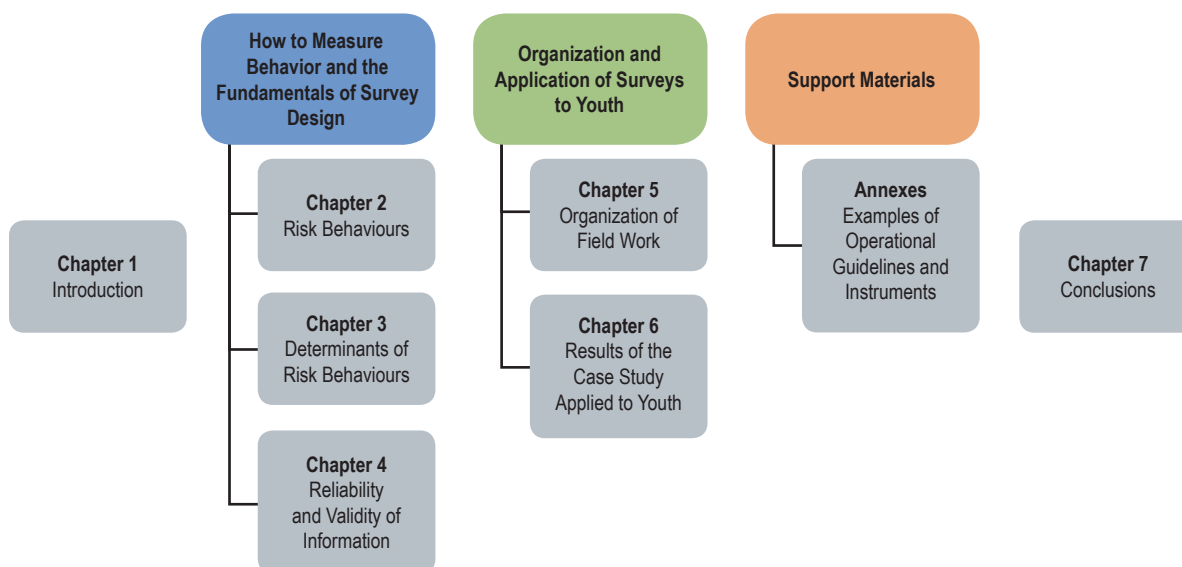 Chapter 1
Introduction
How to Measure
Behavior and the
Fundamentals of Survey
Design
Chapter 2
Risk Behaviours
Chapter 3
Determinants of
Risk Behaviours
Chapter 4
Reliability
and Validity of
Information
Organization and
Application of Surveys
to Youth
Chapter 5
Organization of
Field Work
Chapter 6
Results of the
Case Study
Applied to Youth
Support Materials
Annexes
Examples of
Operational
Guidelines and
Instruments
Chapter 7
Conclusions